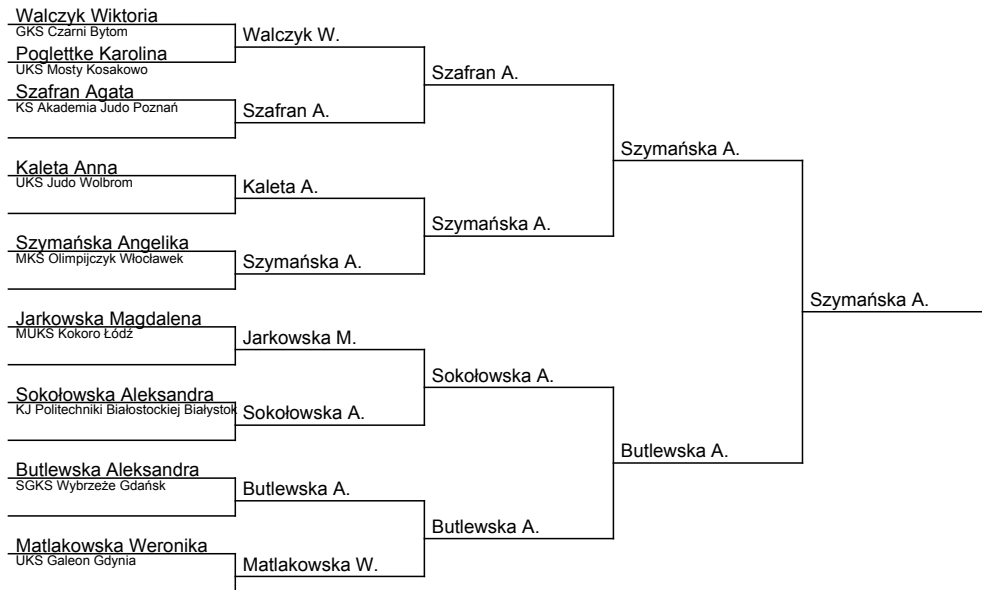 Walczyk Wiktoria
GKS Czarni Bytom
Walczyk W.
Poglettke Karolina
UKS Mosty Kosakowo
Szafran A.
Szafran Agata
KS Akademia Judo Poznań
Szafran A.
Szymańska A.
Kaleta Anna
UKS Judo Wolbrom
Kaleta A.
Szymańska A.
Szymańska Angelika
MKS Olimpijczyk Włocławek
Szymańska A.
Szymańska A.
Jarkowska Magdalena
MUKS Kokoro Łódź
Jarkowska M.
Sokołowska A.
Sokołowska Aleksandra
KJ Politechniki Białostockiej Białystok
Sokołowska A.
Butlewska A.
Butlewska Aleksandra
SGKS Wybrzeże Gdańsk
Butlewska A.
Butlewska A.
Matlakowska Weronika
UKS Galeon Gdynia
Matlakowska W.